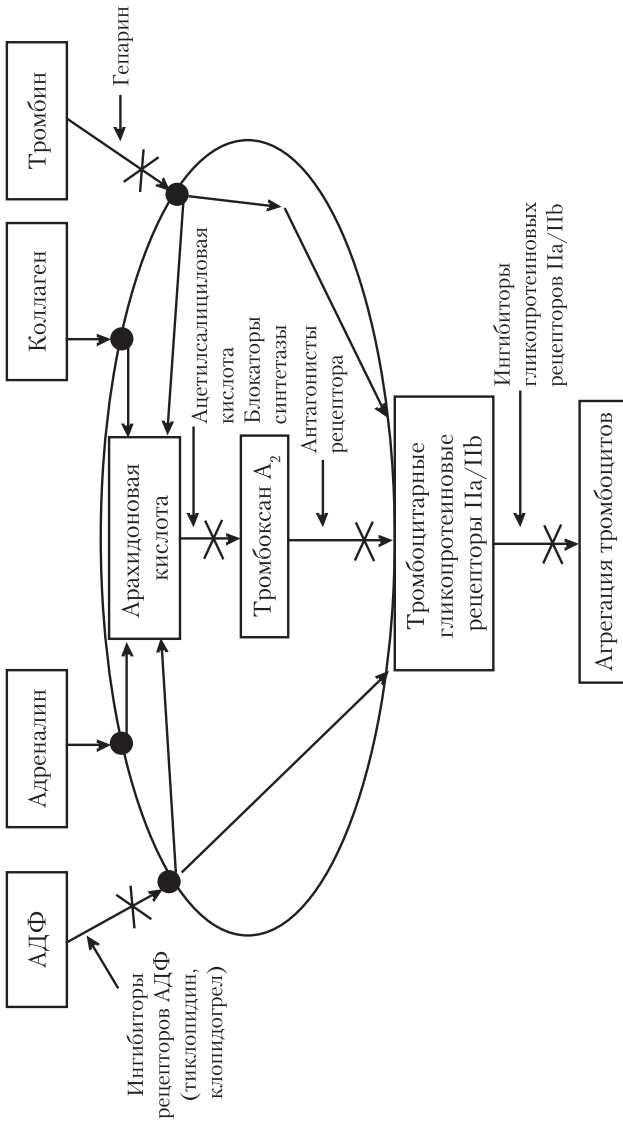 АДФ
Адреналин
Коллаген
Тромбин
Гепарин
Ингибиторы
рецепторов АДФ
(тиклопидин,
клопидогрел)
Арахидоновая
кислота
Ацетилсалициловая
кислота
Блокаторы
синтетазы
Тромбоксан A2
Антагонисты
рецептора
Тромбоцитарные
гликопротеиновые
рецепторы IIa/IIb
Ингибиторы
гликопротеиновых
рецепторов IIa/IIb
Агрегация тромбоцитов